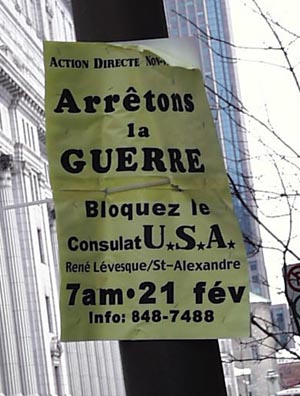 ACTION DIRECTE
Arrêtons
la
GUERRE
Bloquez le
Consulat U.S.A.
René Lévesque/St-Alexandre
7am•21 fév
Info: 848-7488